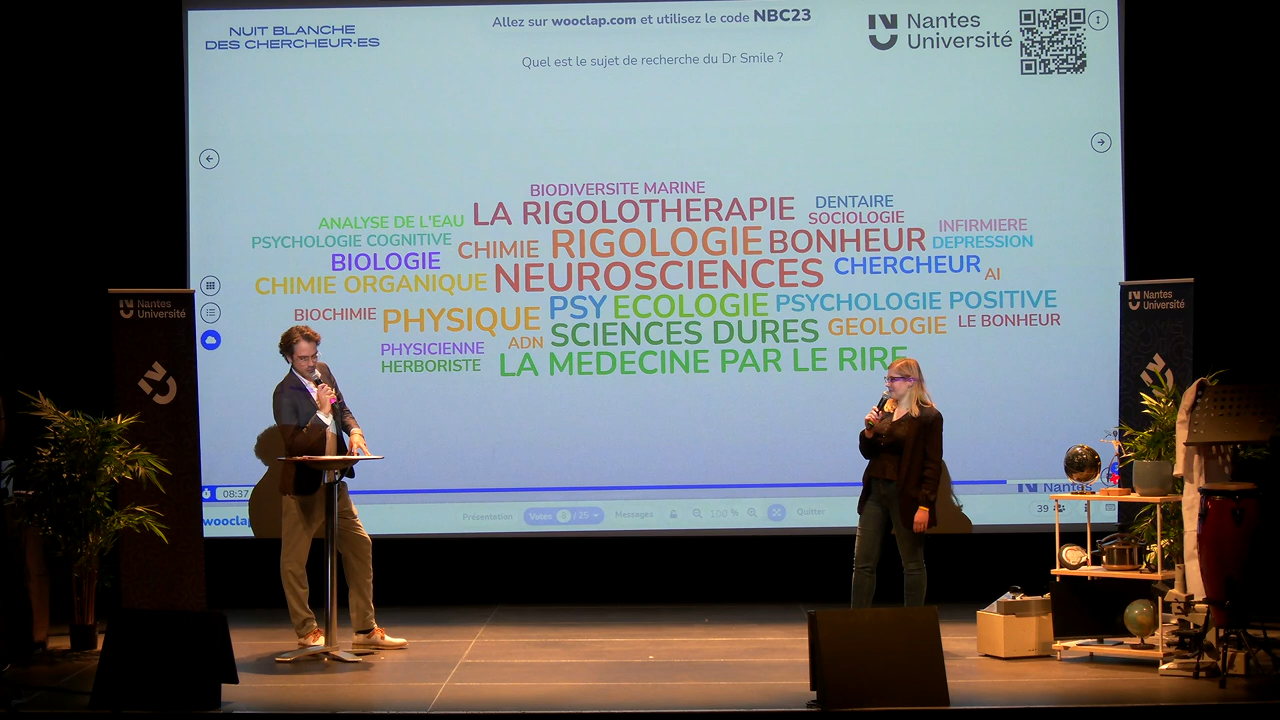 NUIT BLANCHE
DES CHERCHEUR·ES
Allez sur wooclap.com et utilisez le code NBC23
Quel est le sujet de recherche du Dr Smile ?
Nantes
Université
BIODIVERSITE MARINE
ANALYSE DE L'EAU LA RIGOLOTHERAPIE DENTAIRE
SOCIOLOGIE INFIRMIERE
PSYCHOLOGIE COGNITIVE CHIMIE RIGOLOGIE BONHEUR DEPRESSION
BIOLOGIE CHERCHEUR
CHIMIE ORGANIQUE NEUROSCIENCES AI
BIOCHIMIE PHYSIQUE PSY ECOLOGIE PSYCHOLOGIE POSITIVE
ADN SCIENCES DURES GEOLOGIE LE BONHEUR
PHYSICIENNE
HERBORISTE LA MEDECINE PAR LE RIRE
Nantes
Université
Nantes
Université
08:37
Nantes
wooclap
Présentation Votes 8 / 25 Messages 100 % Quitter
39